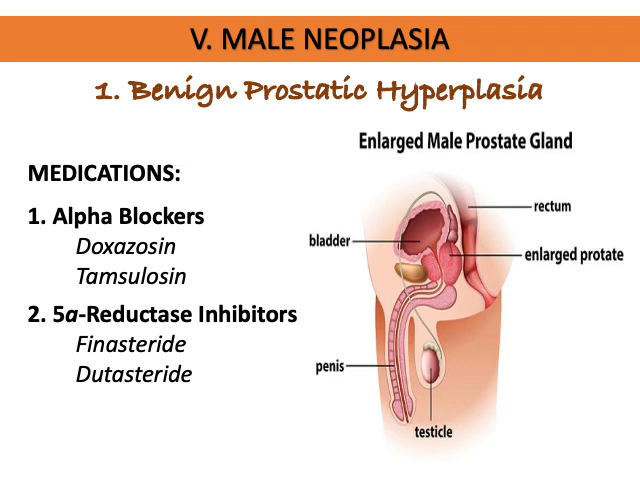 V. MALE NEOPLASIA
1. Benign Prostatic Hyperplasia
Enlarged Male Prostate Gland
MEDICATIONS:
1. Alpha Blockers
Doxazosin
Tamsulosin
2. 5α-Reductase Inhibitors
Finasteride
Dutasteride
rectum
bladder
enlarged protate
penis
testicle